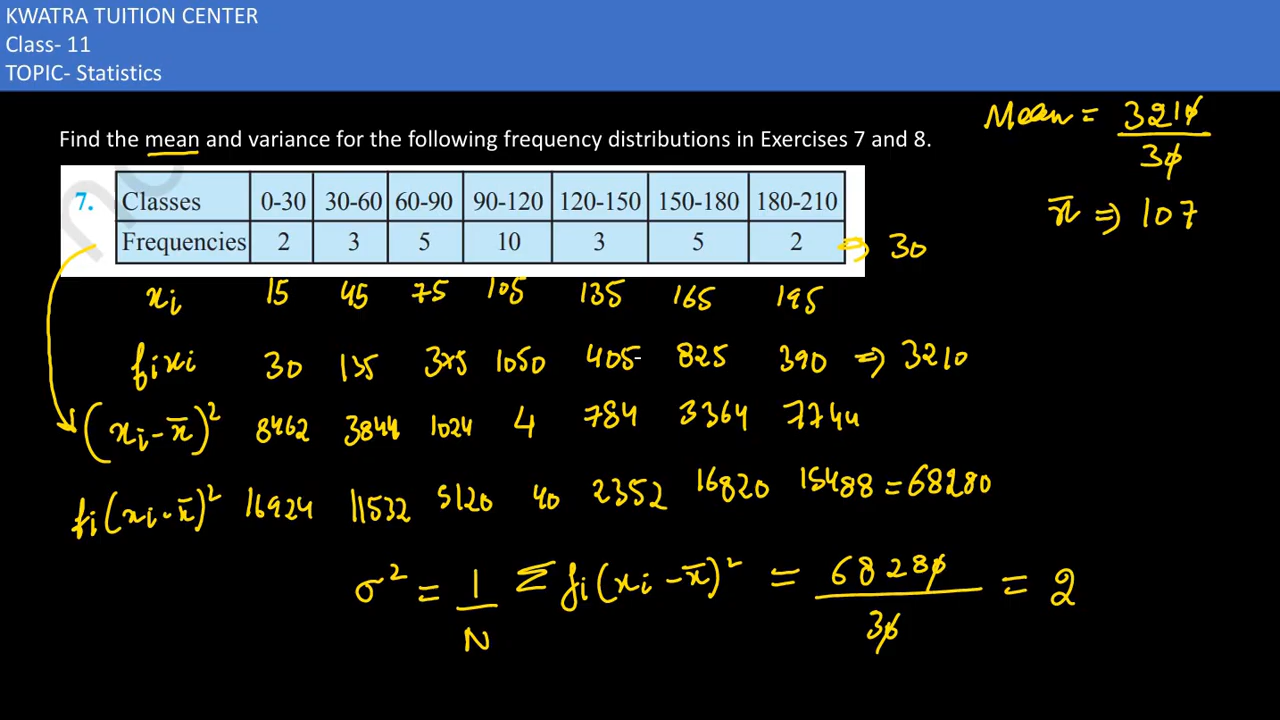 KWATRA TUITION CENTER
Class- 11
TOPIC- Statistics
Find the mean and variance for the following frequency distributions in Exercises 7 and 8.
7. Classes 0-30 30-60 60-90 90-120 120-150 150-180 180-210
Frequencies 2 3 5 10 3 5 2 ⇒ 30
xi 15 45 75 105 135 165 195
fixi 30 135 375 1050 405 825 390 ⇒ 3210
(xi - x̄)² 8462 3844 1024 4 784 3364 7744
fi(xi - x̄)² 16924 11532 5120 40 2352 16820 15488 = 68280
σ² = 1/N Σ fi(xi - x̄)² = 68280/30 = 2
Mean = 3210/30
x̄ ⇒ 107